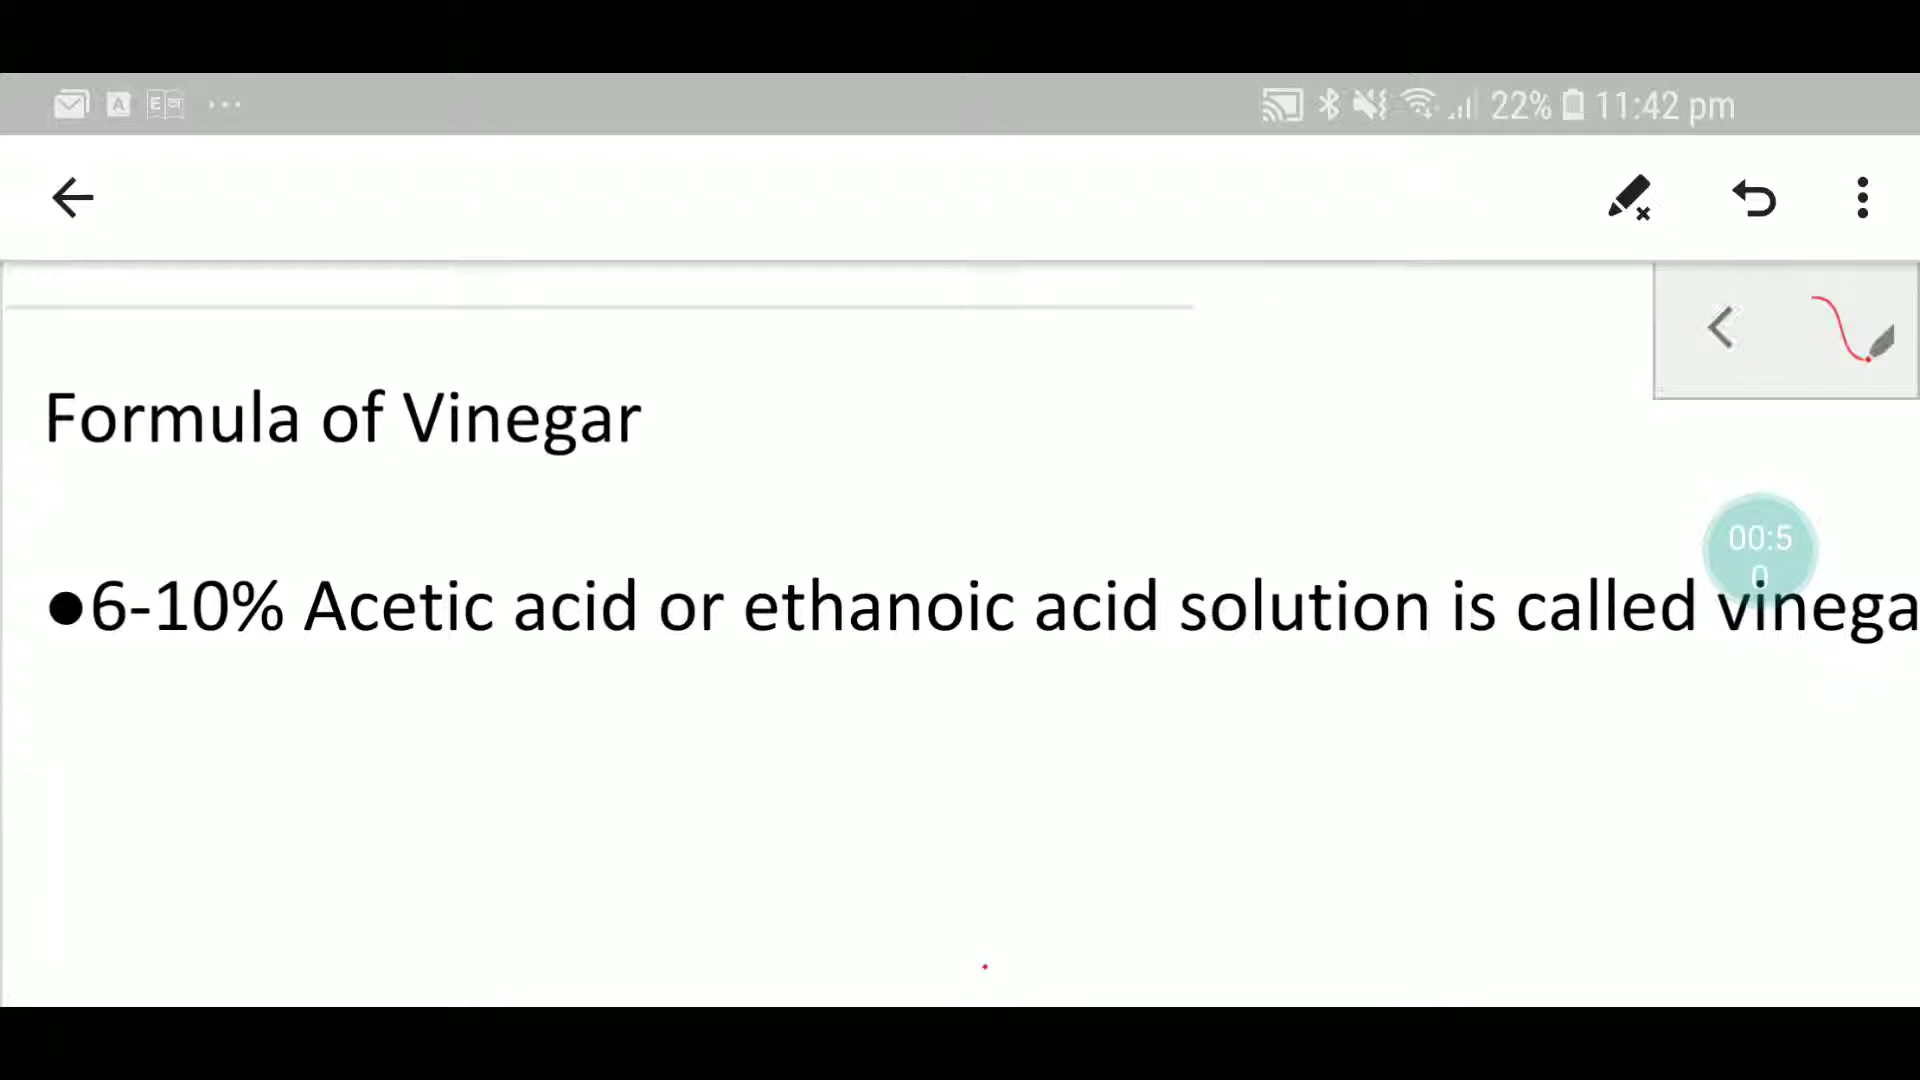 22% 11:42 pm
Formula of Vinegar
00:5
0
●6-10% Acetic acid or ethanoic acid solution is called vinega